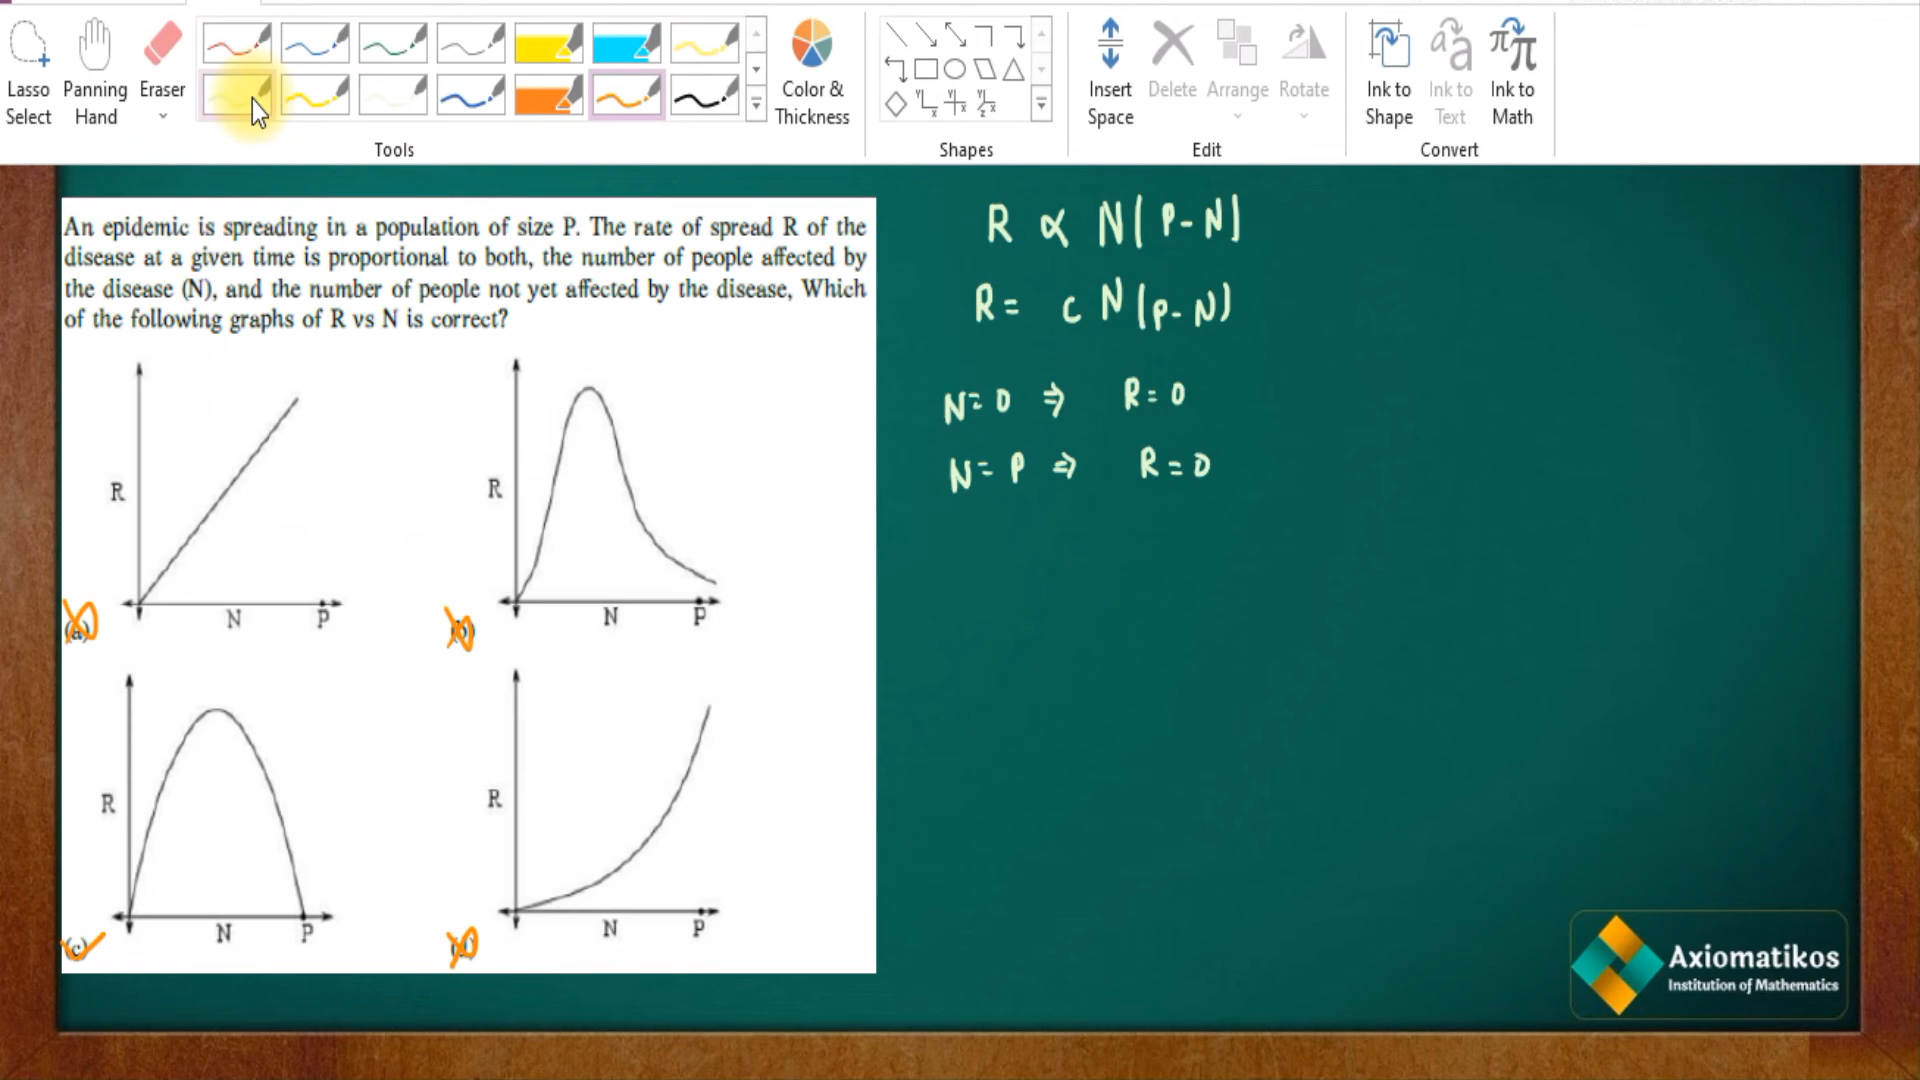 Lasso Select
Panning Hand
Eraser
Color & Thickness
Insert Space
Delete
Arrange
Rotate
Ink to Shape
Ink to Text
Ink to Math
Tools
Shapes
Edit
Convert
An epidemic is spreading in a population of size P. The rate of spread R of the
disease at a given time is proportional to both, the number of people affected by
the disease (N), and the number of people not yet affected by the disease, Which
of the following graphs of R vs N is correct?
R
N
P
(a)
R
N
P
(b)
R
N
P
(c)
R
N
P
(d)
R ∝ N(P-N)
R = c N(P-N)
N=0 ⇒ R=0
N=P ⇒ R=0
Axiomatikos
Institution of Mathematics